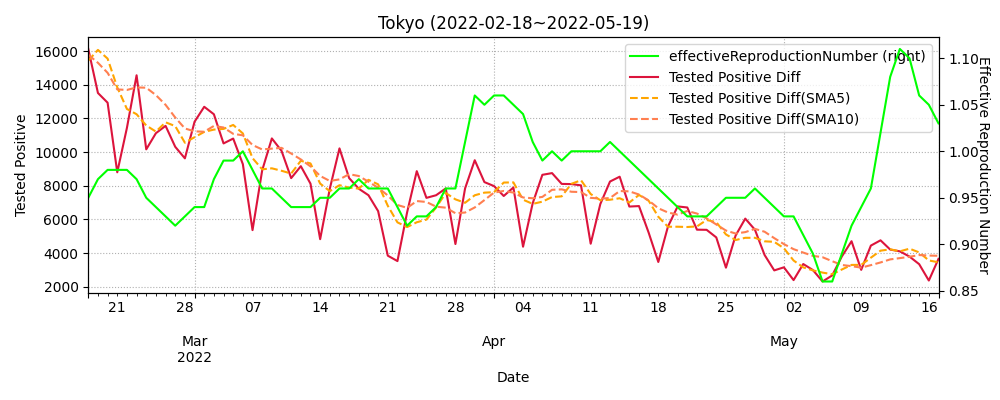 Tokyo (2022-02-18~2022-05-19)
effectiveReproductionNumber (right)
Tested Positive Diff
Tested Positive Diff(SMA5)
Tested Positive Diff(SMA10)
Tested Positive
16000
14000
12000
10000
8000
6000
4000
2000
Effective Reproduction Number
1.10
1.05
1.00
0.95
0.90
0.85
21 28 07 14 21 28 04 11 18 25 02 09 16
Mar Apr May
2022
Date